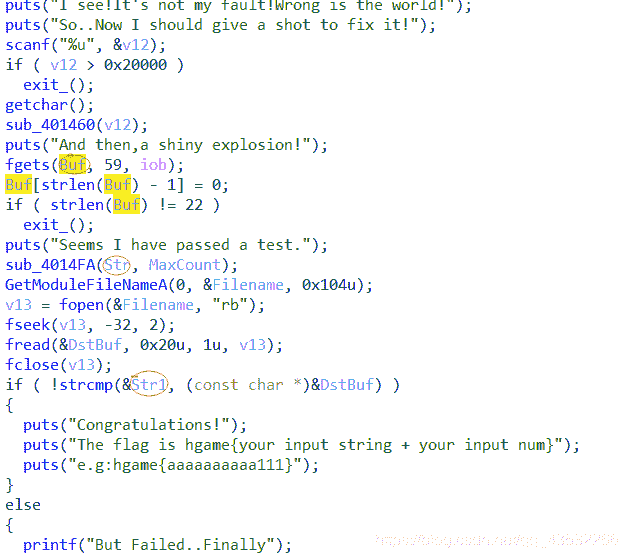 puts("I see!It's not my fault!Wrong is the world!");
puts("So..Now I should give a shot to fix it!");
scanf("%u", &v12);
if ( v12 > 0x20000 )
exit_();
getchar();
sub_401460(v12);
puts("And then,a shiny explosion!");
fgets(Buf, 59, iob);
Buf[strlen(Buf) - 1] = 0;
if ( strlen(Buf) != 22 )
exit_();
puts("Seems I have passed a test.");
sub_4014FA(Str, MaxCount);
GetModuleFileNameA(0, &Filename, 0x104u);
v13 = fopen(&Filename, "rb");
fseek(v13, -32, 2);
fread(&DstBuf, 0x20u, 1u, v13);
fclose(v13);
if ( !strcmp(&Str1, (const char *)&DstBuf) )
{
puts("Congratulations!");
puts("The flag is hgame{your input string + your input num}");
puts("e.g:hgame{aaaaaaaaaa111}");
}
else
{
printf("But Failed..Finally");